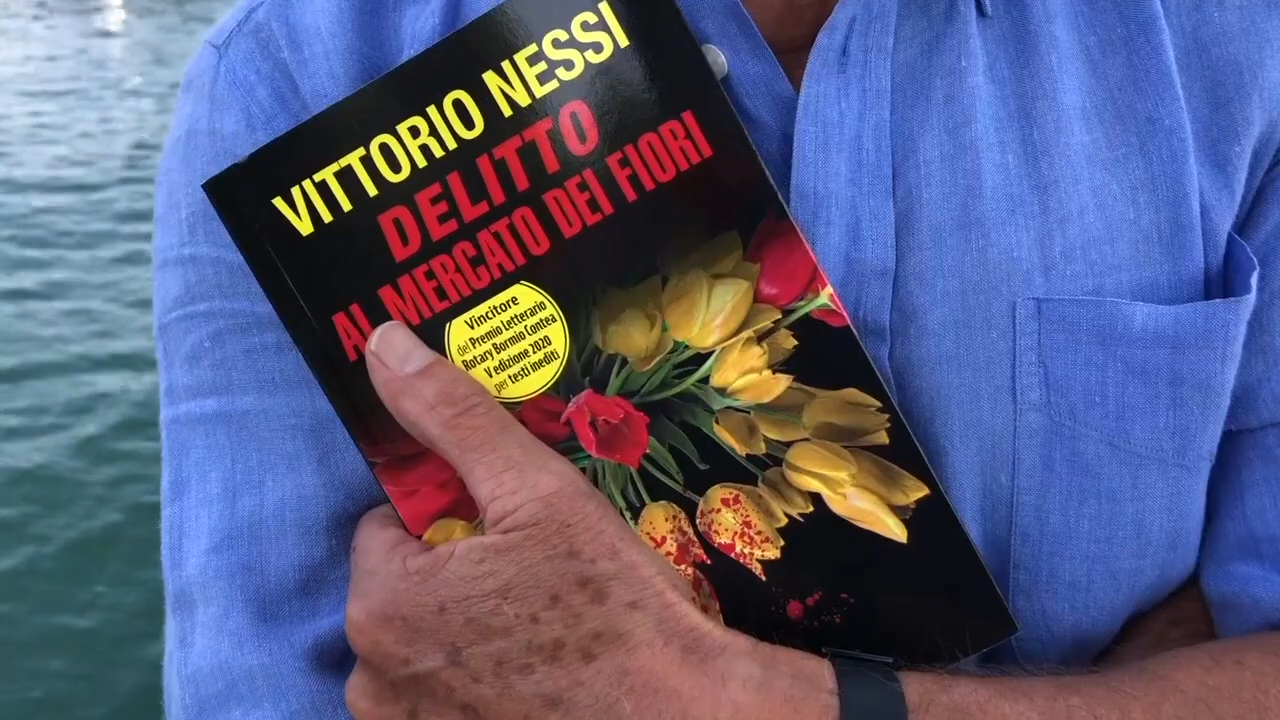 VITTORIO NESSI
DELITTO
AL MERCATO DEI FIORI
Vincitore
del Premio Letterario
Rotary Bormio Contea
V edizione 2020
per testi inediti